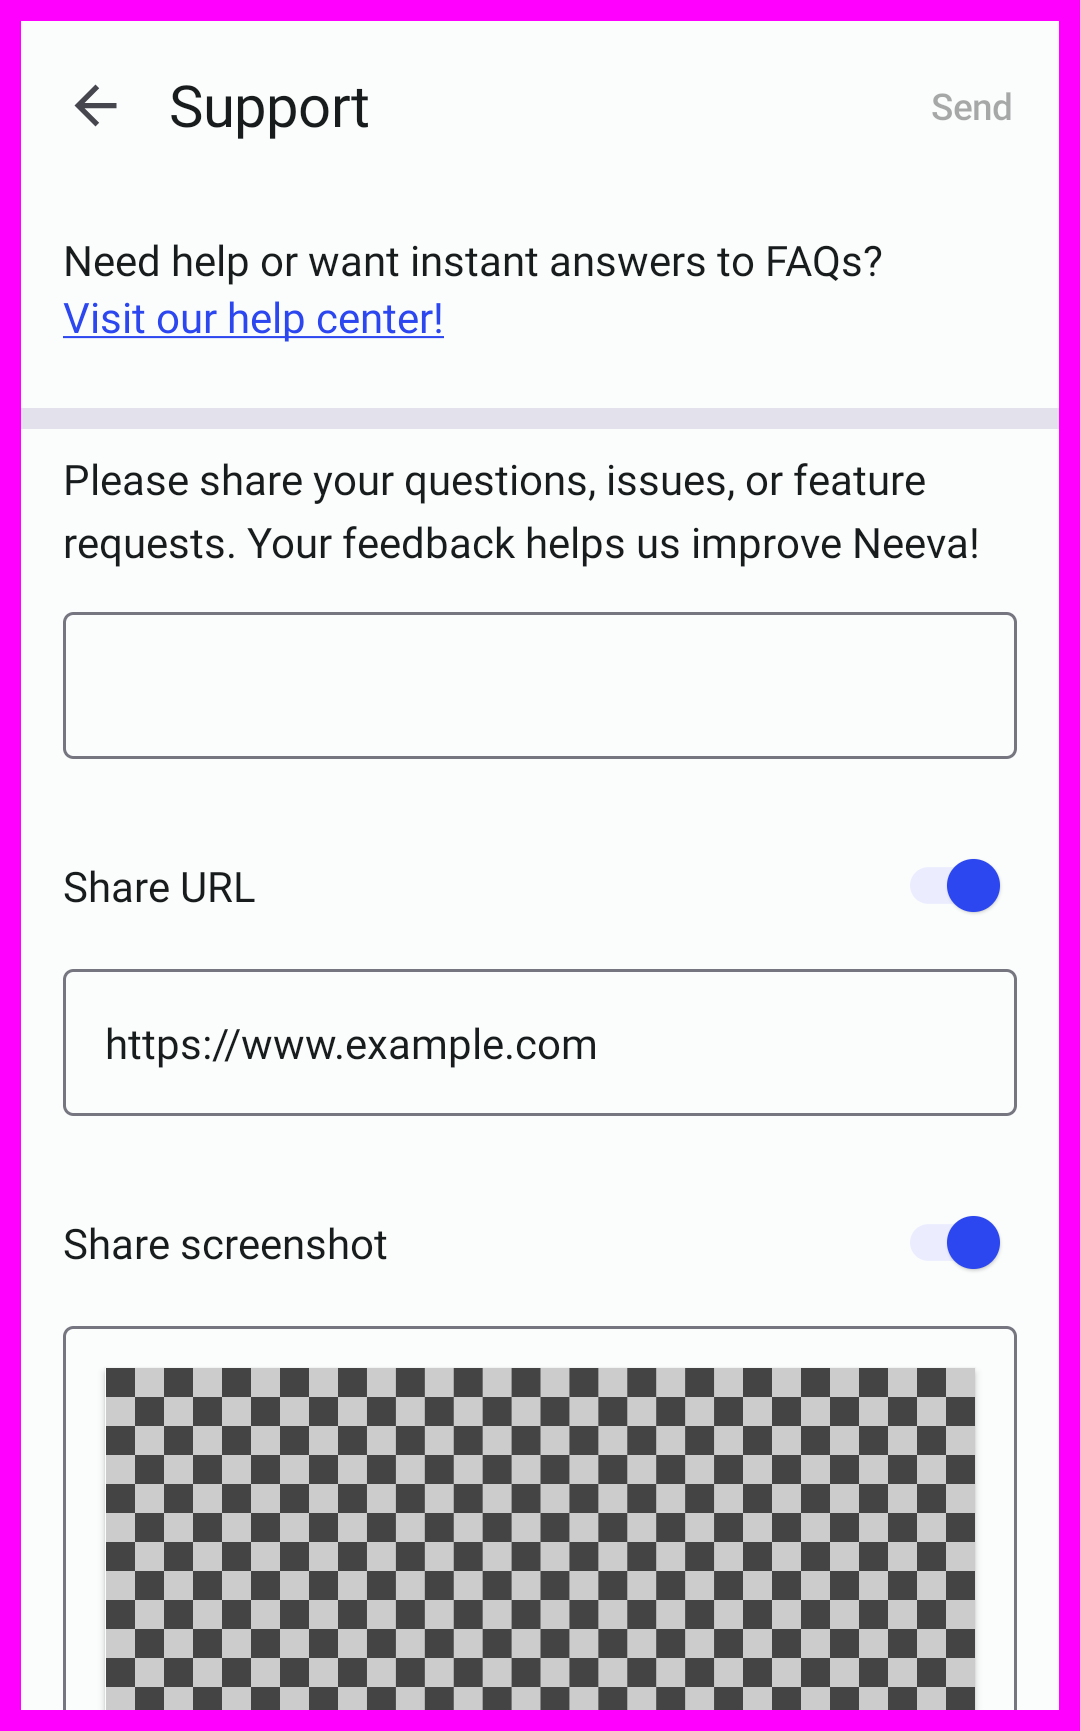 Support
Send
Need help or want instant answers to FAQs?
Visit our help center!
Please share your questions, issues, or feature
requests. Your feedback helps us improve Neeva!
Share URL
https://www.example.com
Share screenshot